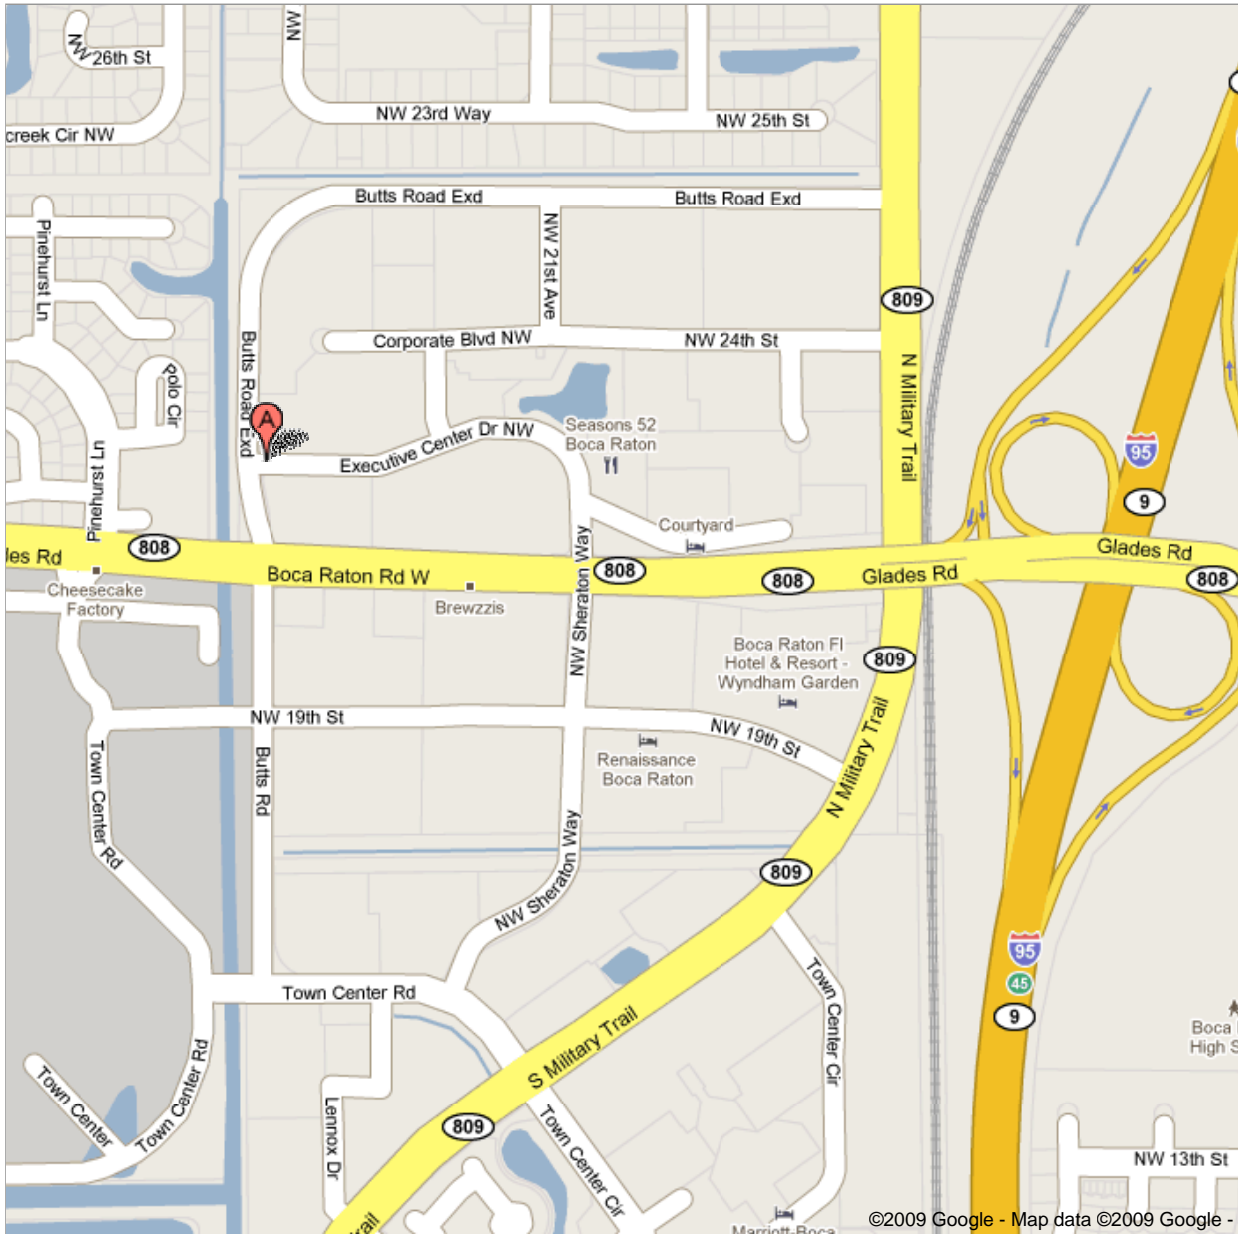 NW 26th St
NW
creek Cir NW
NW 23rd Way
NW 25th St
Butts Road Exd
Butts Road Exd
Pinehurst Ln
NW 21st Ave
809
Corporate Blvd NW
NW 24th St
Butts Road Exd
N Military Trail
Polo Cir
A
Executive Center Dr NW
Seasons 52
Boca Raton
95
9
Pinehurst Ln
Courtyard
les Rd
808
Boca Raton Rd W
808
808
Glades Rd
Glades Rd
808
Cheesecake
Factory
Brewzzis
NW Sheraton Way
Boca Raton Fl
Hotel & Resort -
Wyndham Garden
809
NW 19th St
NW 19th St
Renaissance
Boca Raton
N Military Trail
Town Center Rd
Butts Rd
NW Sheraton Way
809
95
45
9
Town Center Rd
Town Center Cir
Boca
High S
S Military Trail
Town Center
Town Center Rd
Lennox Dr
809
Town Center Cir
NW 13th St
rail
Marriott-Boca
©2009 Google - Map data ©2009 Google -